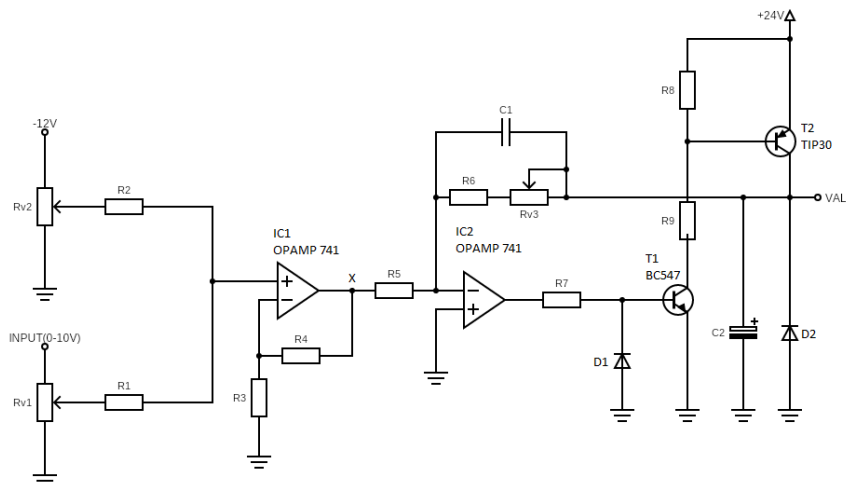 +24V
C1
R8
T2
TIP30
-12V
R2
Rv2
R6
Rv3
VAL
R9
IC1
OPAMP 741
IC2
OPAMP 741
X
R5
T1
BC547
R7
+
−
−
+
INPUT(0-10V)
R4
+
C2
D2
D1
R1
Rv1
R3